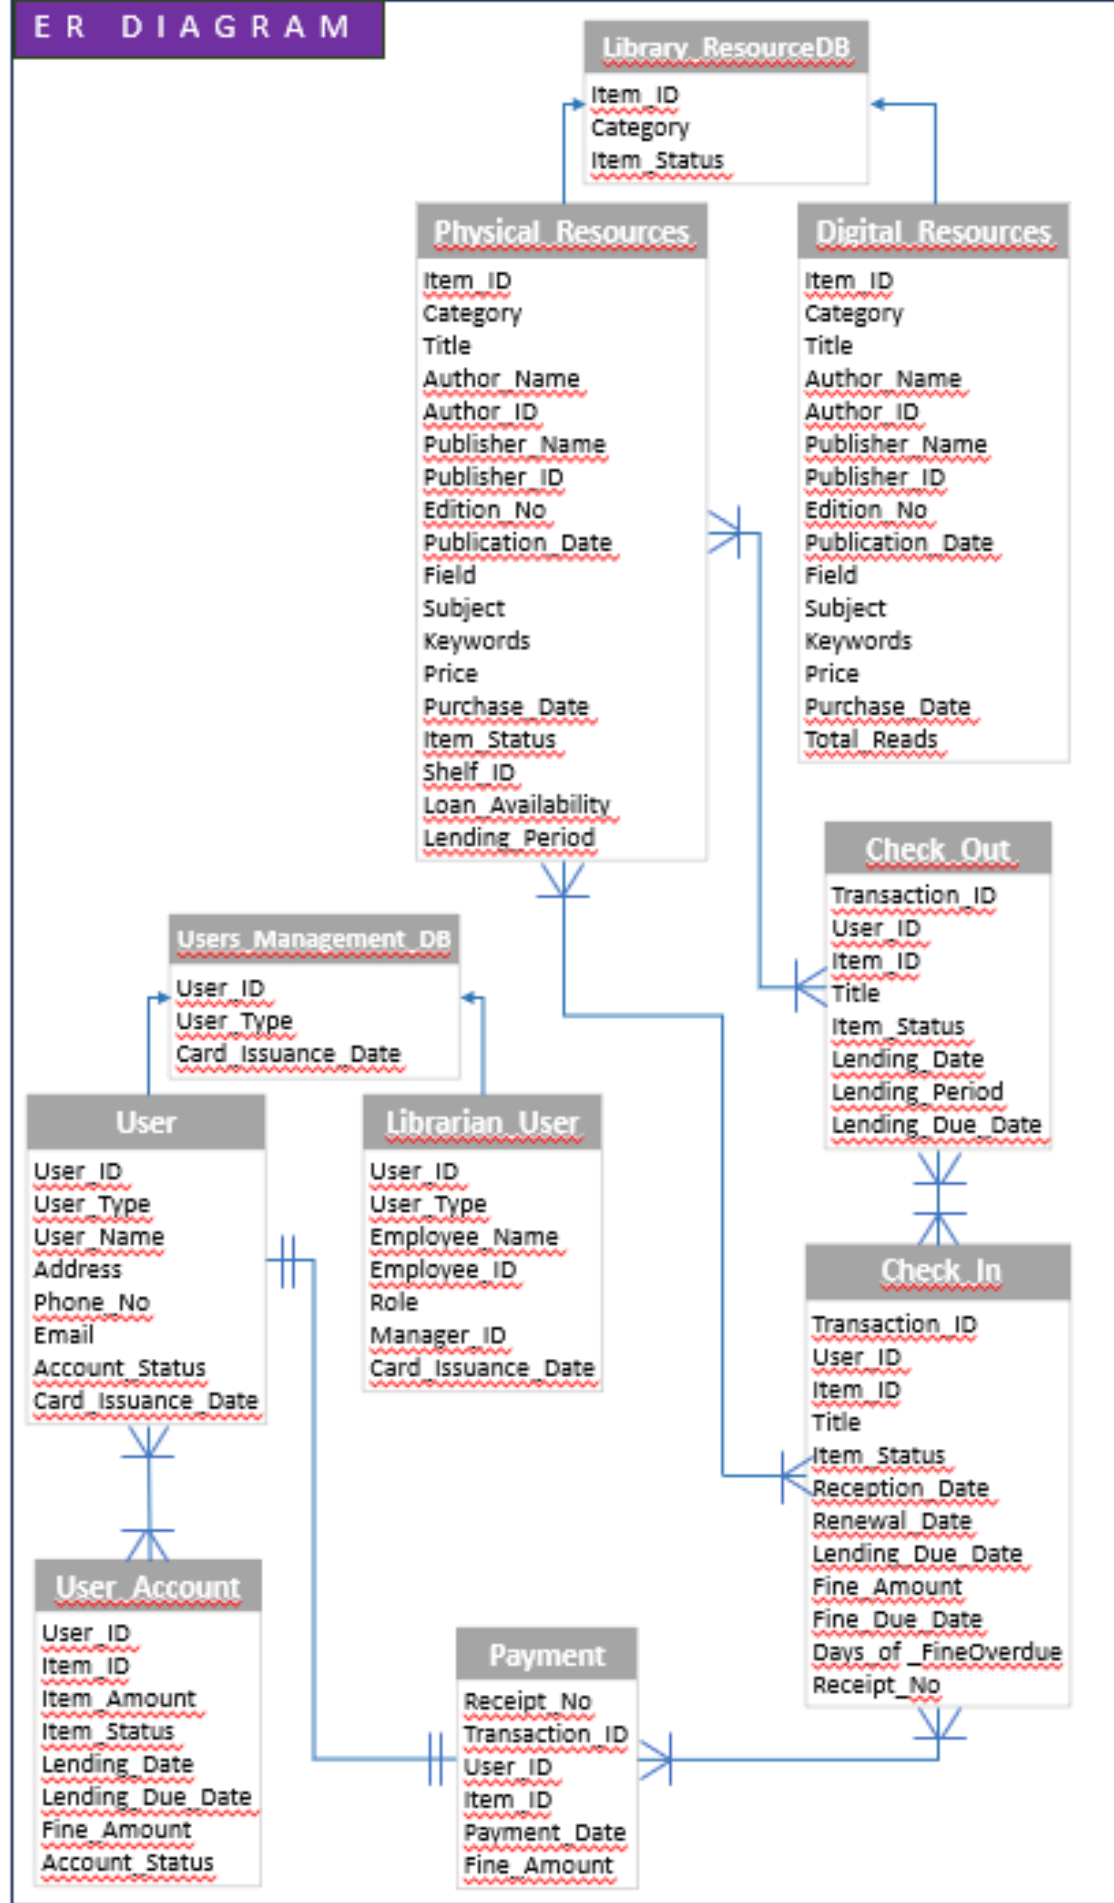 ER DIAGRAM
Library_ResourceDB
Item_ID
Category
Item_Status
Physical_Resources
Item_ID
Category
Title
Author_Name
Author_ID
Publisher_Name
Publisher_ID
Edition_No
Publication_Date
Field
Subject
Keywords
Price
Purchase_Date
Item_Status
Shelf_ID
Loan_Availability
Lending_Period
Digital_Resources
Item_ID
Category
Title
Author_Name
Author_ID
Publisher_Name
Publisher_ID
Edition_No
Publication_Date
Field
Subject
Keywords
Price
Purchase_Date
Total_Reads
Check_Out
Transaction_ID
User_ID
Item_ID
Title
Item_Status
Lending_Date
Lending_Period
Lending_Due_Date
Users_Management_DB
User_ID
User_Type
Card_Issuance_Date
User
User_ID
User_Type
User_Name
Address
Phone_No
Email
Account_Status
Card_Issuance_Date
Librarian_User
User_ID
User_Type
Employee_Name
Employee_ID
Role
Manager_ID
Card_Issuance_Date
Check_In
Transaction_ID
User_ID
Item_ID
Title
Item_Status
Reception_Date
Renewal_Date
Lending_Due_Date
Fine_Amount
Fine_Due_Date
Days_of _FineOverdue
Receipt_No
User_Account
User_ID
Item_ID
Item_Amount
Item_Status
Lending_Date
Lending_Due_Date
Fine_Amount
Account_Status
Payment
Receipt_No
Transaction_ID
User_ID
Item_ID
Payment_Date
Fine_Amount